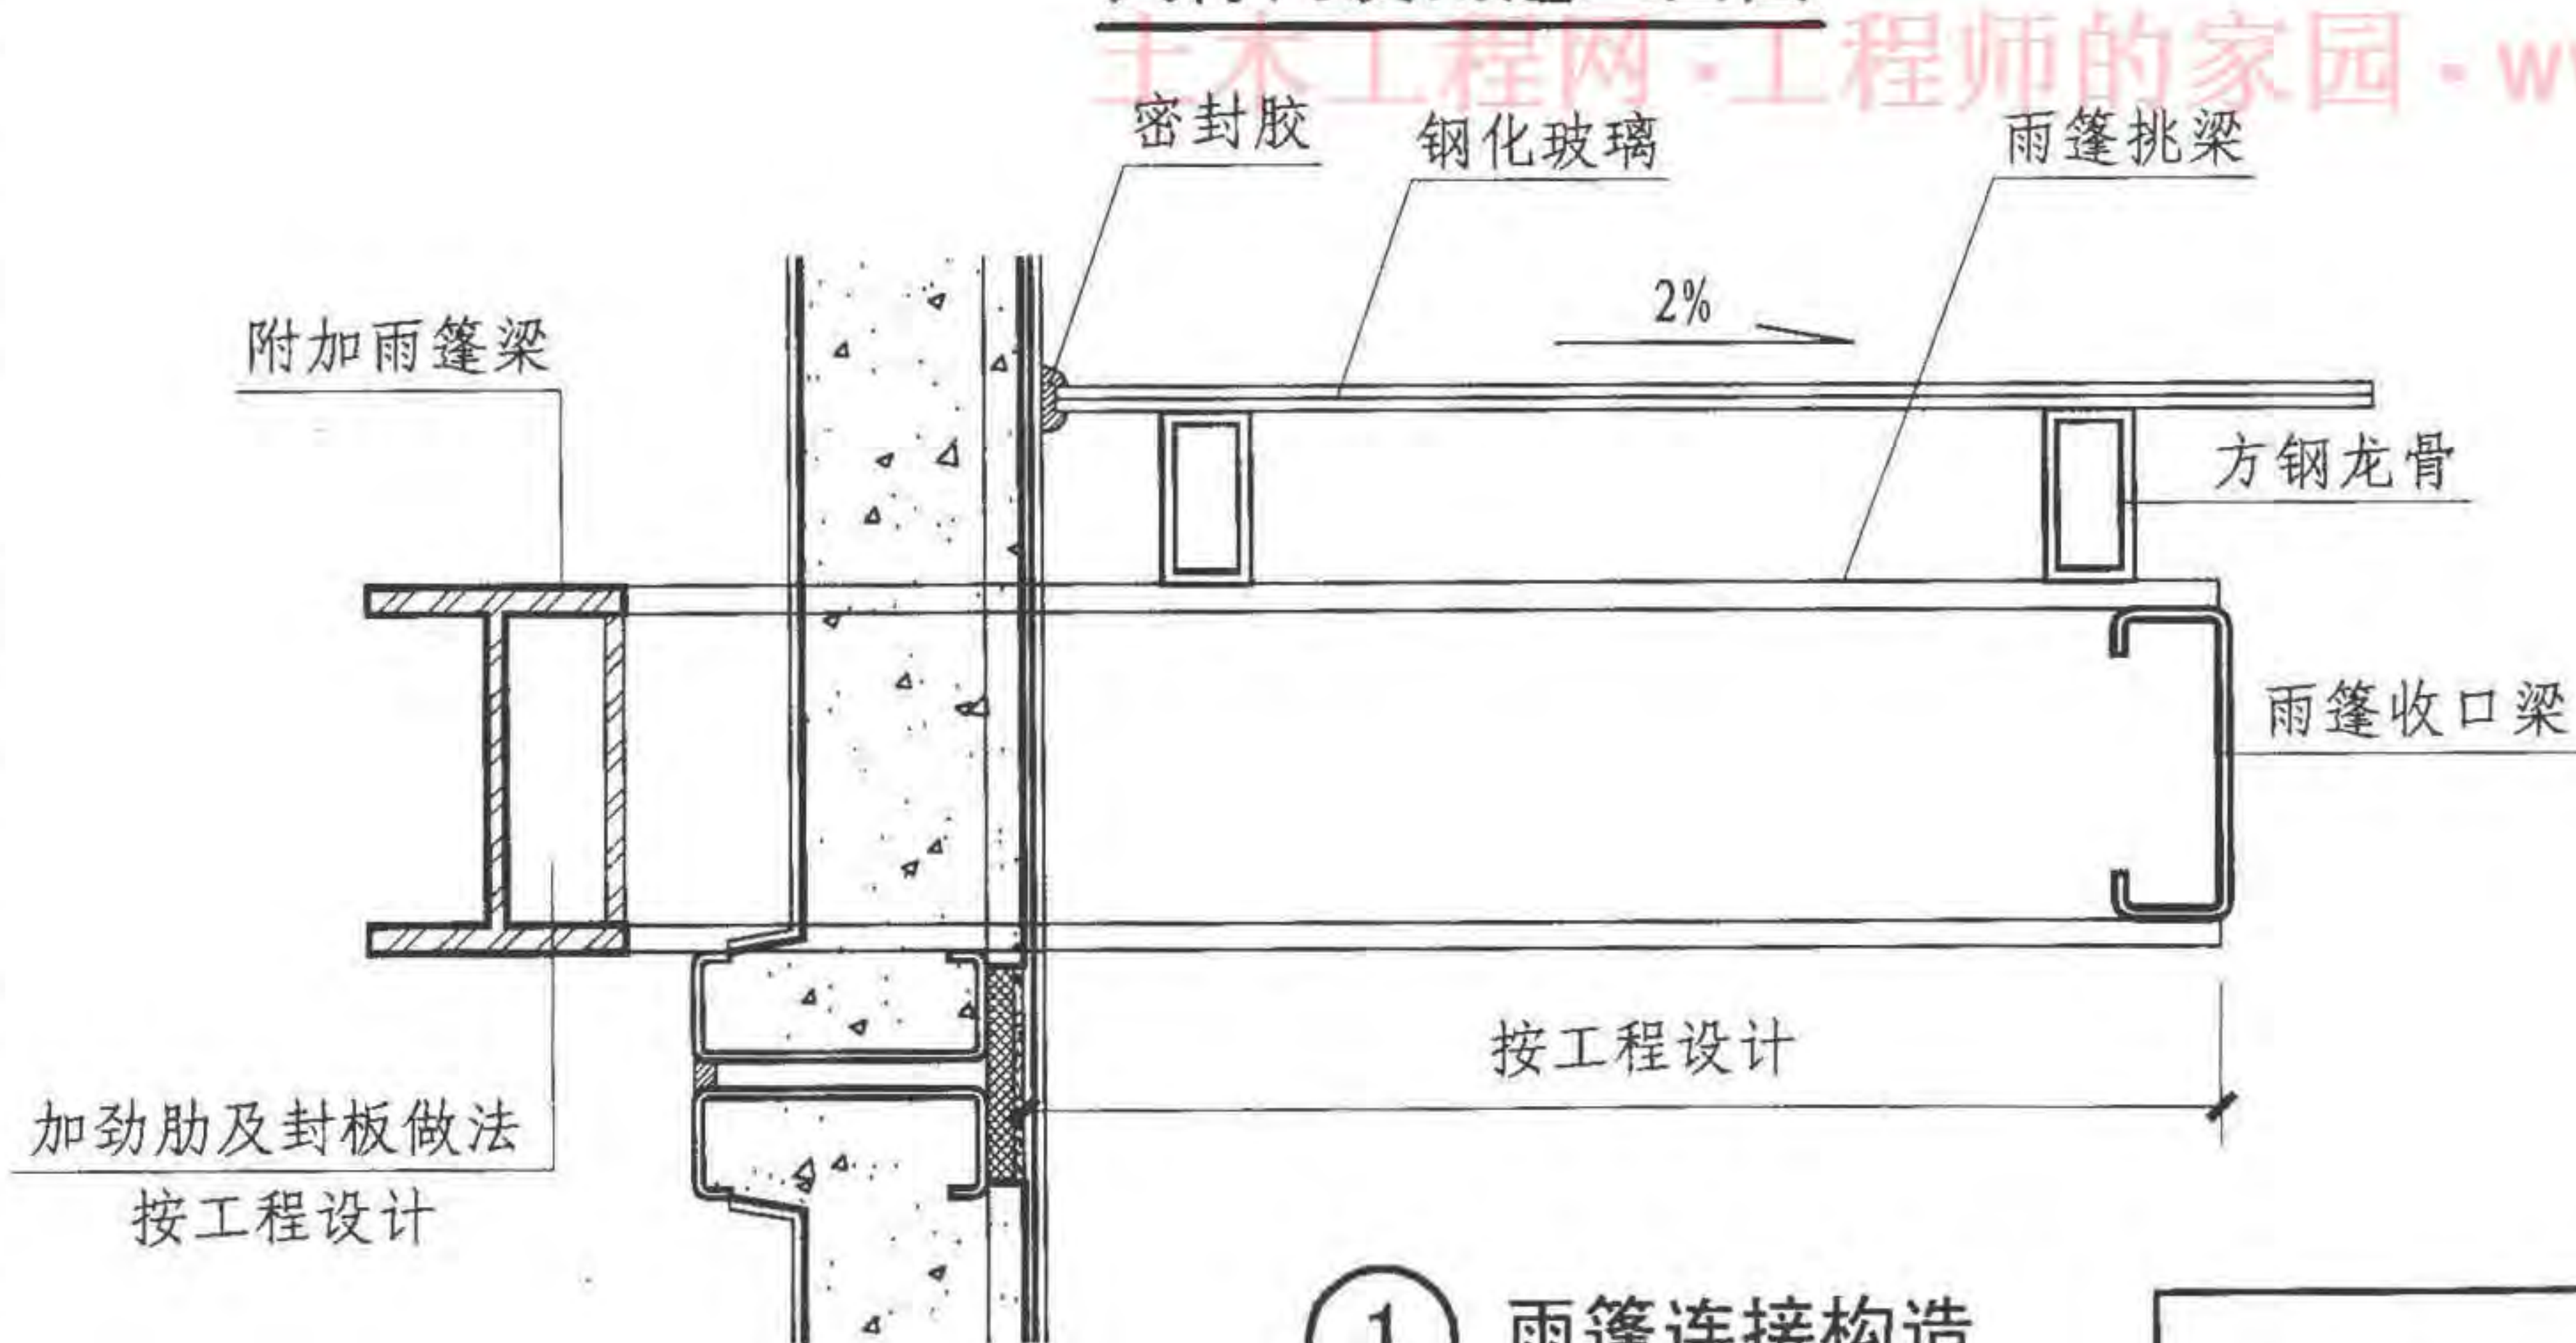 土木工程网·工程师的家园·w
密封胶
钢化玻璃
雨篷挑梁
2%
附加雨篷梁
方钢龙骨
雨篷收口梁
按工程设计
加劲肋及封板做法
按工程设计
1 雨篷连接构造